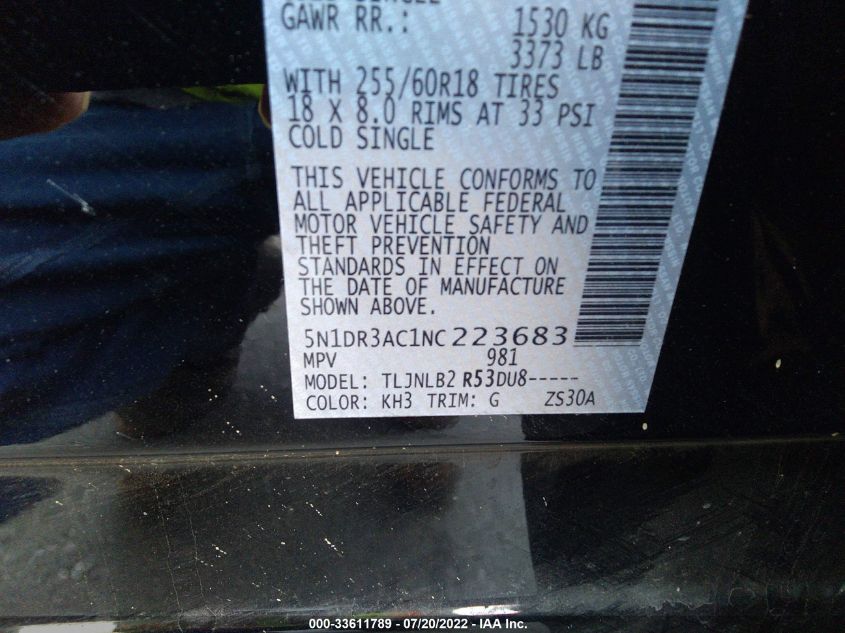 GAWR RR.: 1530 KG
3373 LB
WITH 255/60R18 TIRES
18 X 8.0 RIMS AT 33 PSI
COLD SINGLE
THIS VEHICLE CONFORMS TO
ALL APPLICABLE FEDERAL
MOTOR VEHICLE SAFETY AND
THEFT PREVENTION
STANDARDS IN EFFECT ON
THE DATE OF MANUFACTURE
SHOWN ABOVE.
5N1DR3AC1NC223683
MPV 981
MODEL: TLJNLB2 R53DU8-----
COLOR: KH3 TRIM: G ZS30A
000-33611789 - 07/20/2022 - IAA Inc.